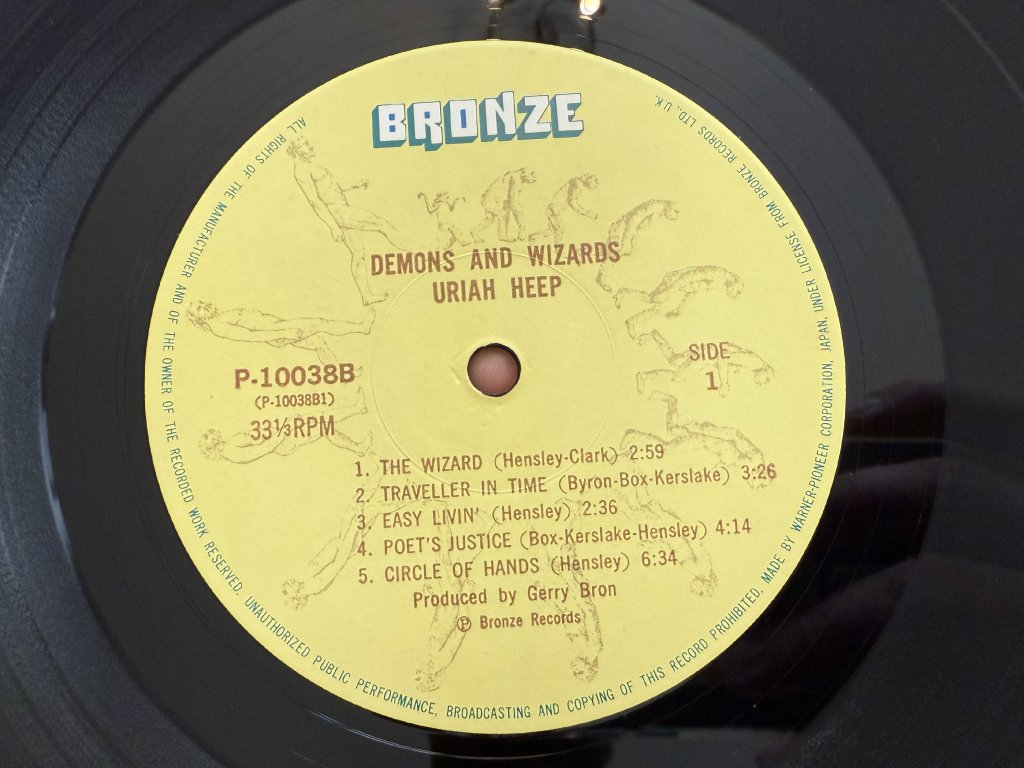 BRONZE
DEMONS AND WIZARDS
URIAH HEEP
P-10038B
(P-10038B1)
33⅓RPM
SIDE
1
1. THE WIZARD (Hensley-Clark) 2:59
2. TRAVELLER IN TIME (Byron-Box-Kerslake) 3:26
3. EASY LIVIN' (Hensley) 2:36
4. POET'S JUSTICE (Box-Kerslake-Hensley) 4:14
5. CIRCLE OF HANDS (Hensley) 6:34
Produced by Gerry Bron
℗ Bronze Records
ALL RIGHTS OF THE MANUFACTURER AND OF THE OWNER OF THE RECORDED WORK RESERVED. UNAUTHORIZED PUBLIC PERFORMANCE, BROADCASTING AND COPYING OF THIS RECORD PROHIBITED. MADE BY WARNER-PIONEER CORPORATION, JAPAN, UNDER LICENSE FROM BRONZE RECORDS LTD., U.K.